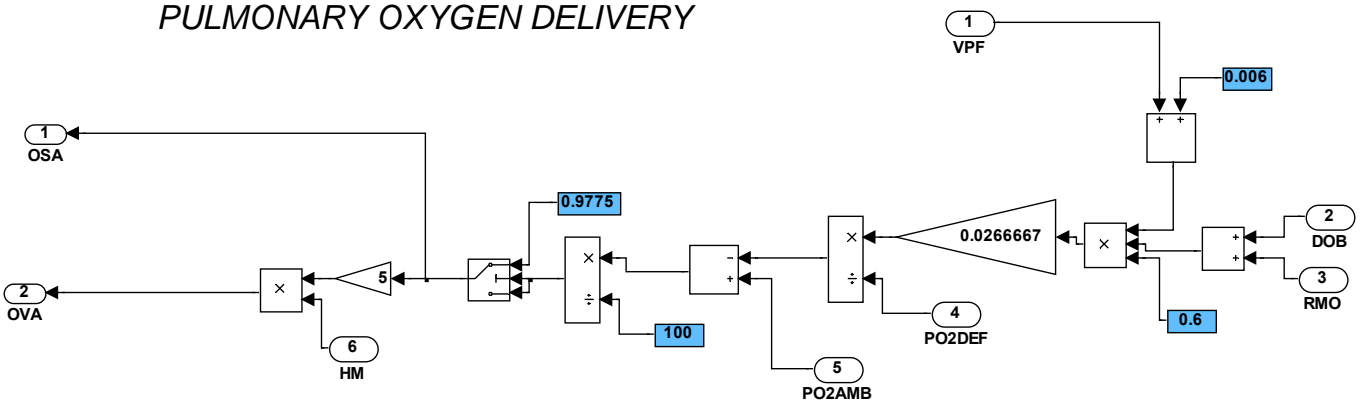 PULMONARY OXYGEN DELIVERY
1
VPF
0.006
+ +
1
OSA
0.9775
2
DOB
+
+
3
RMO
0.0266667
×
0.6
×
÷
4
PO2DEF
−
+
5
PO2AMB
×
÷
100
5
×
2
OVA
6
HM